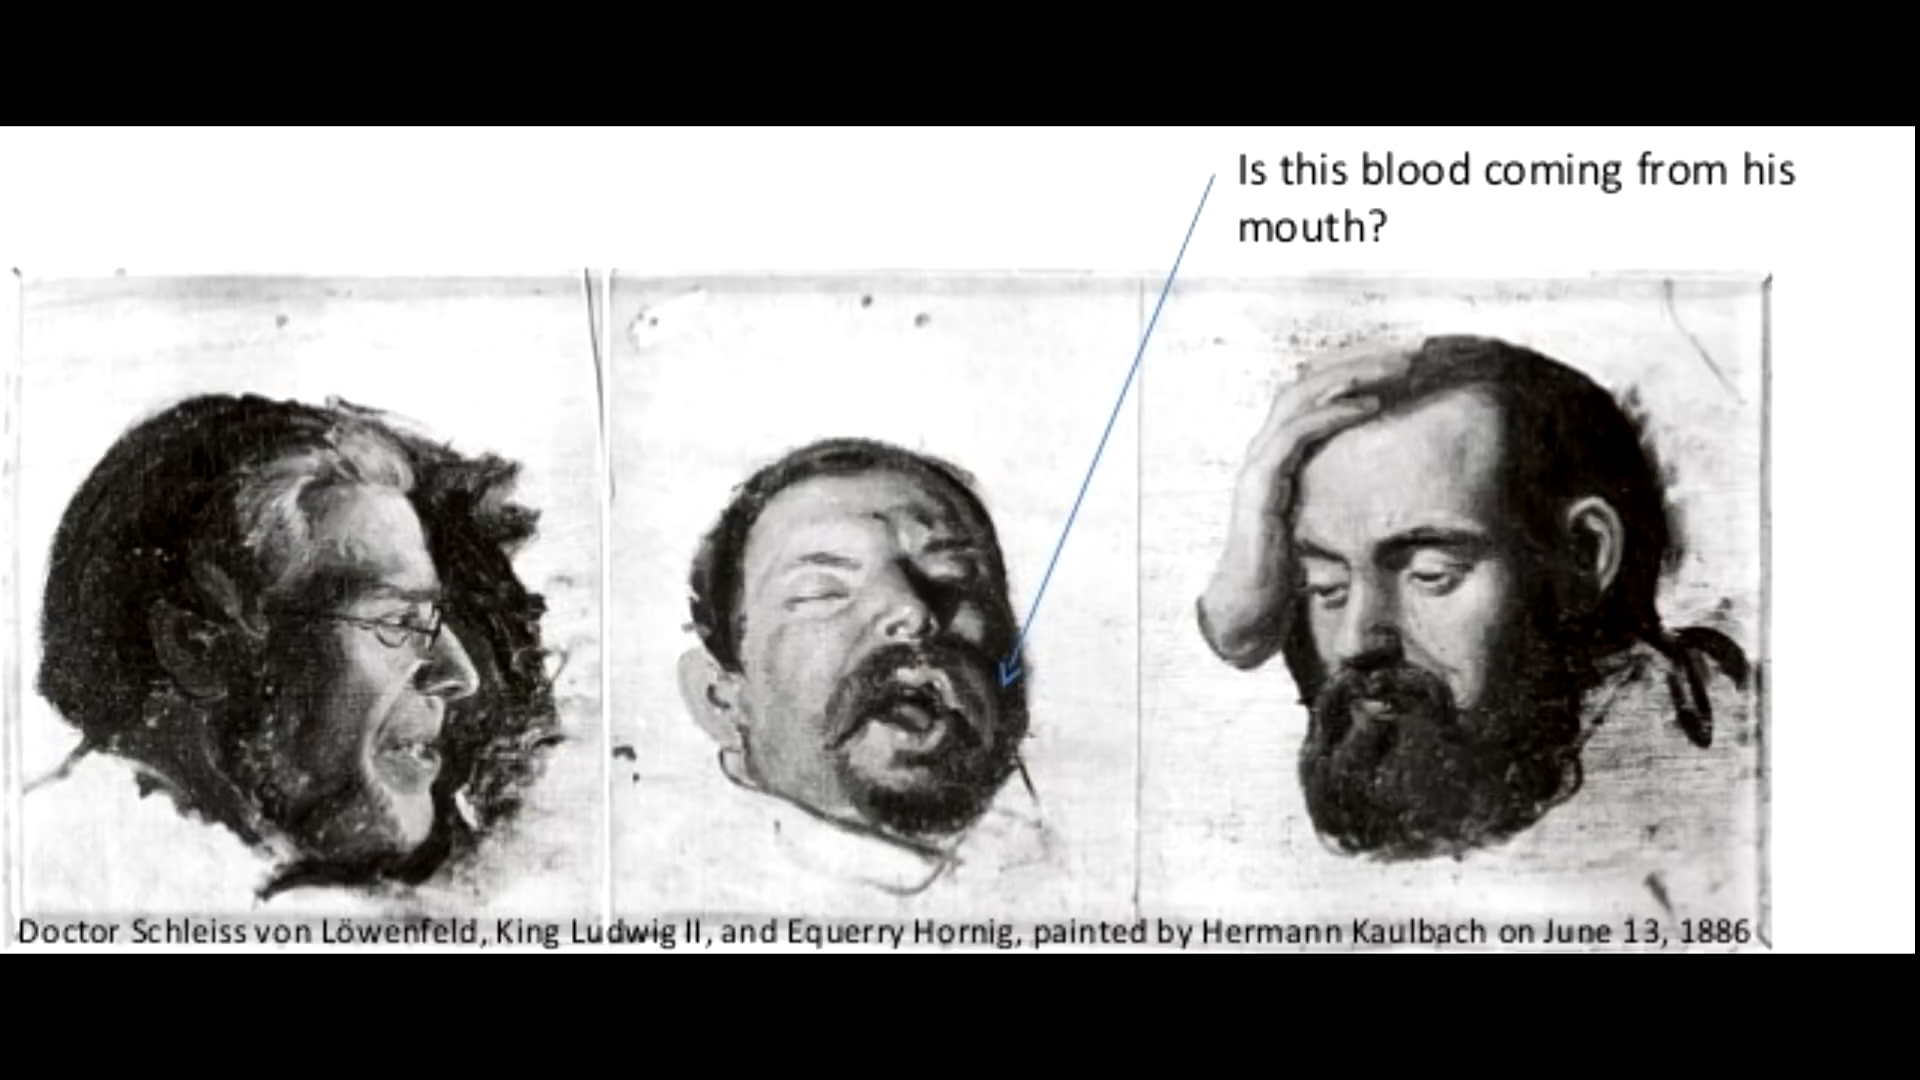 Is this blood coming from his
mouth?
Doctor Schleiss von Löwenfeld, King Ludwig II, and Equerry Hornig, painted by Hermann Kaulbach on June 13, 1886